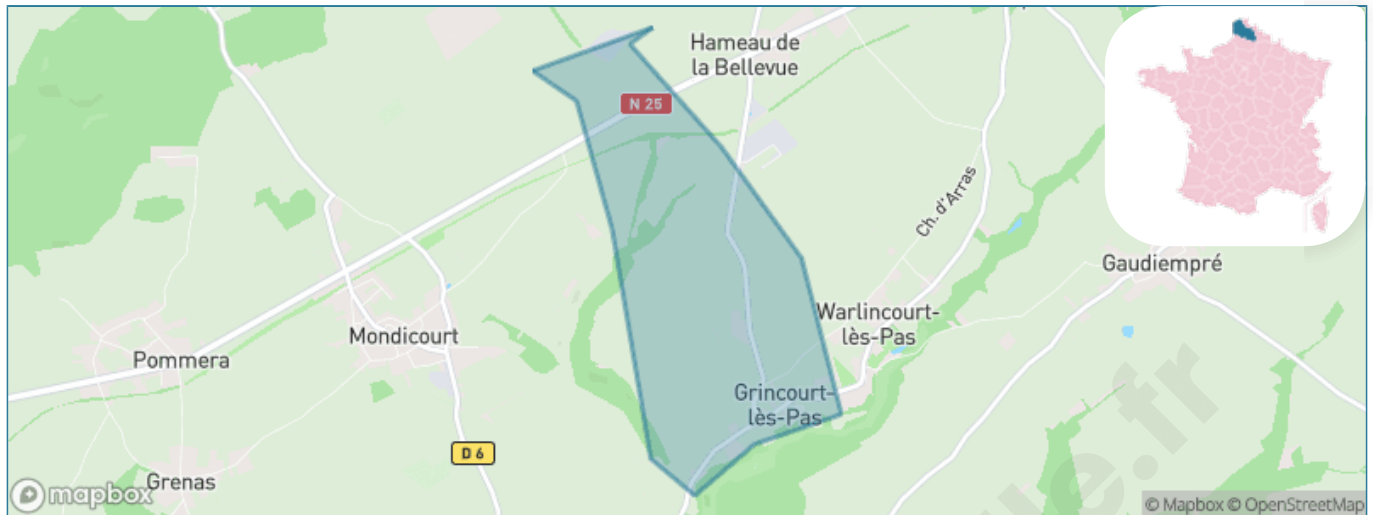 Hameau de
la Bellevue
N 25
Ch. d'Arras
Gaudiempré
Warlincourt-
lès-Pas
Mondicourt
Pommera
Grincourt-
lès-Pas
D 6
Grenas
mapbox
© Mapbox © OpenStreetMap